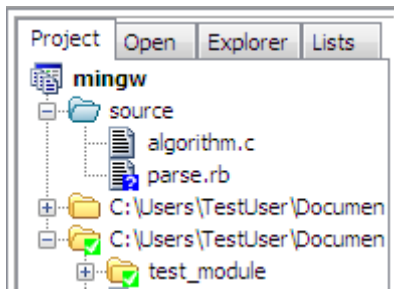 Project Open Explorer Lists
mingw
source
algorithm.c
parse.rb
C:\Users\TestUser\Documen
C:\Users\TestUser\Documen
test_module